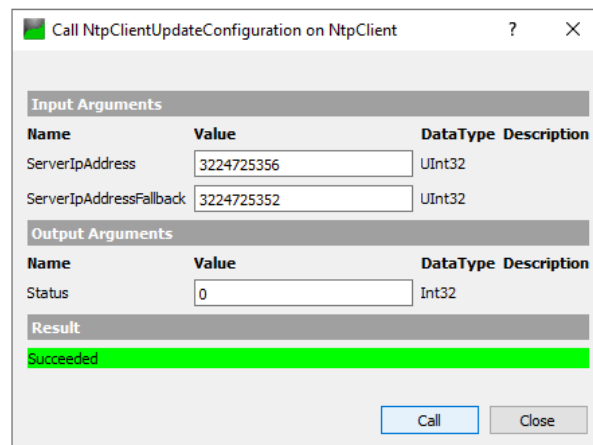 Call NtpClientUpdateConfiguration on NtpClient ?
Input Arguments
Name Value DataType Description
ServerIpAddress 3224725356 UInt32
ServerIpAddressFallback 3224725352 UInt32
Output Arguments
Name Value DataType Description
Status 0 Int32
Result
Succeeded
Call Close